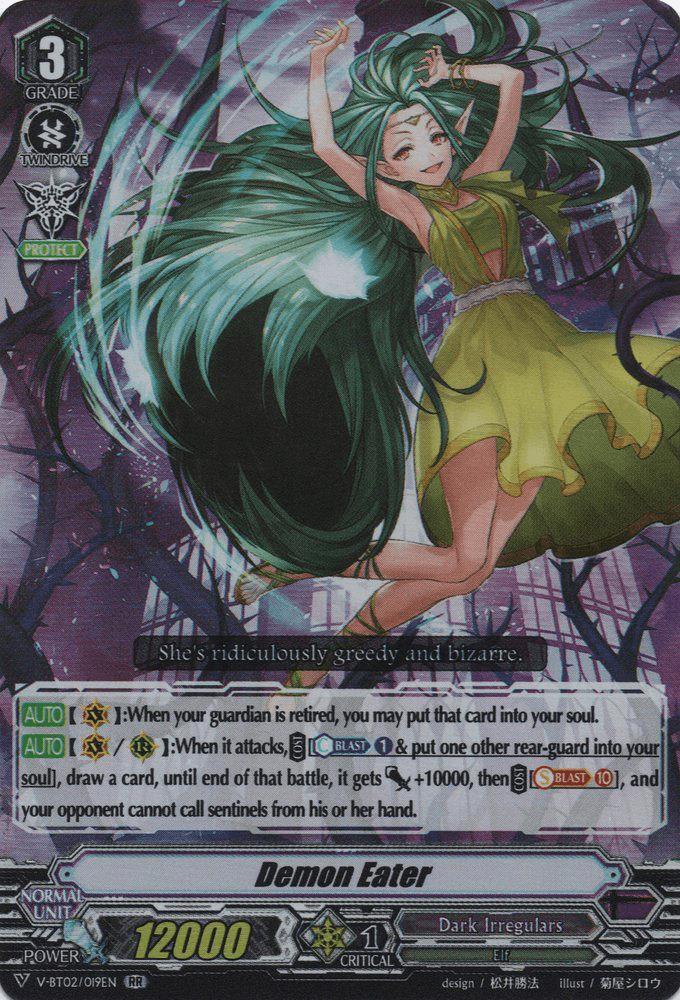 3
GRADE
TWINDRIVE
PROTECT
She's ridiculously greedy and bizarre.
AUTO【 V 】:When your guardian is retired, you may put that card into your soul.
AUTO【 V / R 】:When it attacks, COST [C BLAST 1 & put one other rear-guard into your
soul], draw a card, until end of that battle, it gets +10000, then COST [S BLAST 10], and
your opponent cannot call sentinels from his or her hand.
Demon Eater
NORMAL
UNIT
POWER 12000 1 CRITICAL
Dark Irregulars
Elf
V-BT02/019EN RR design / 松井勝法 illust / 菊屋シロウ